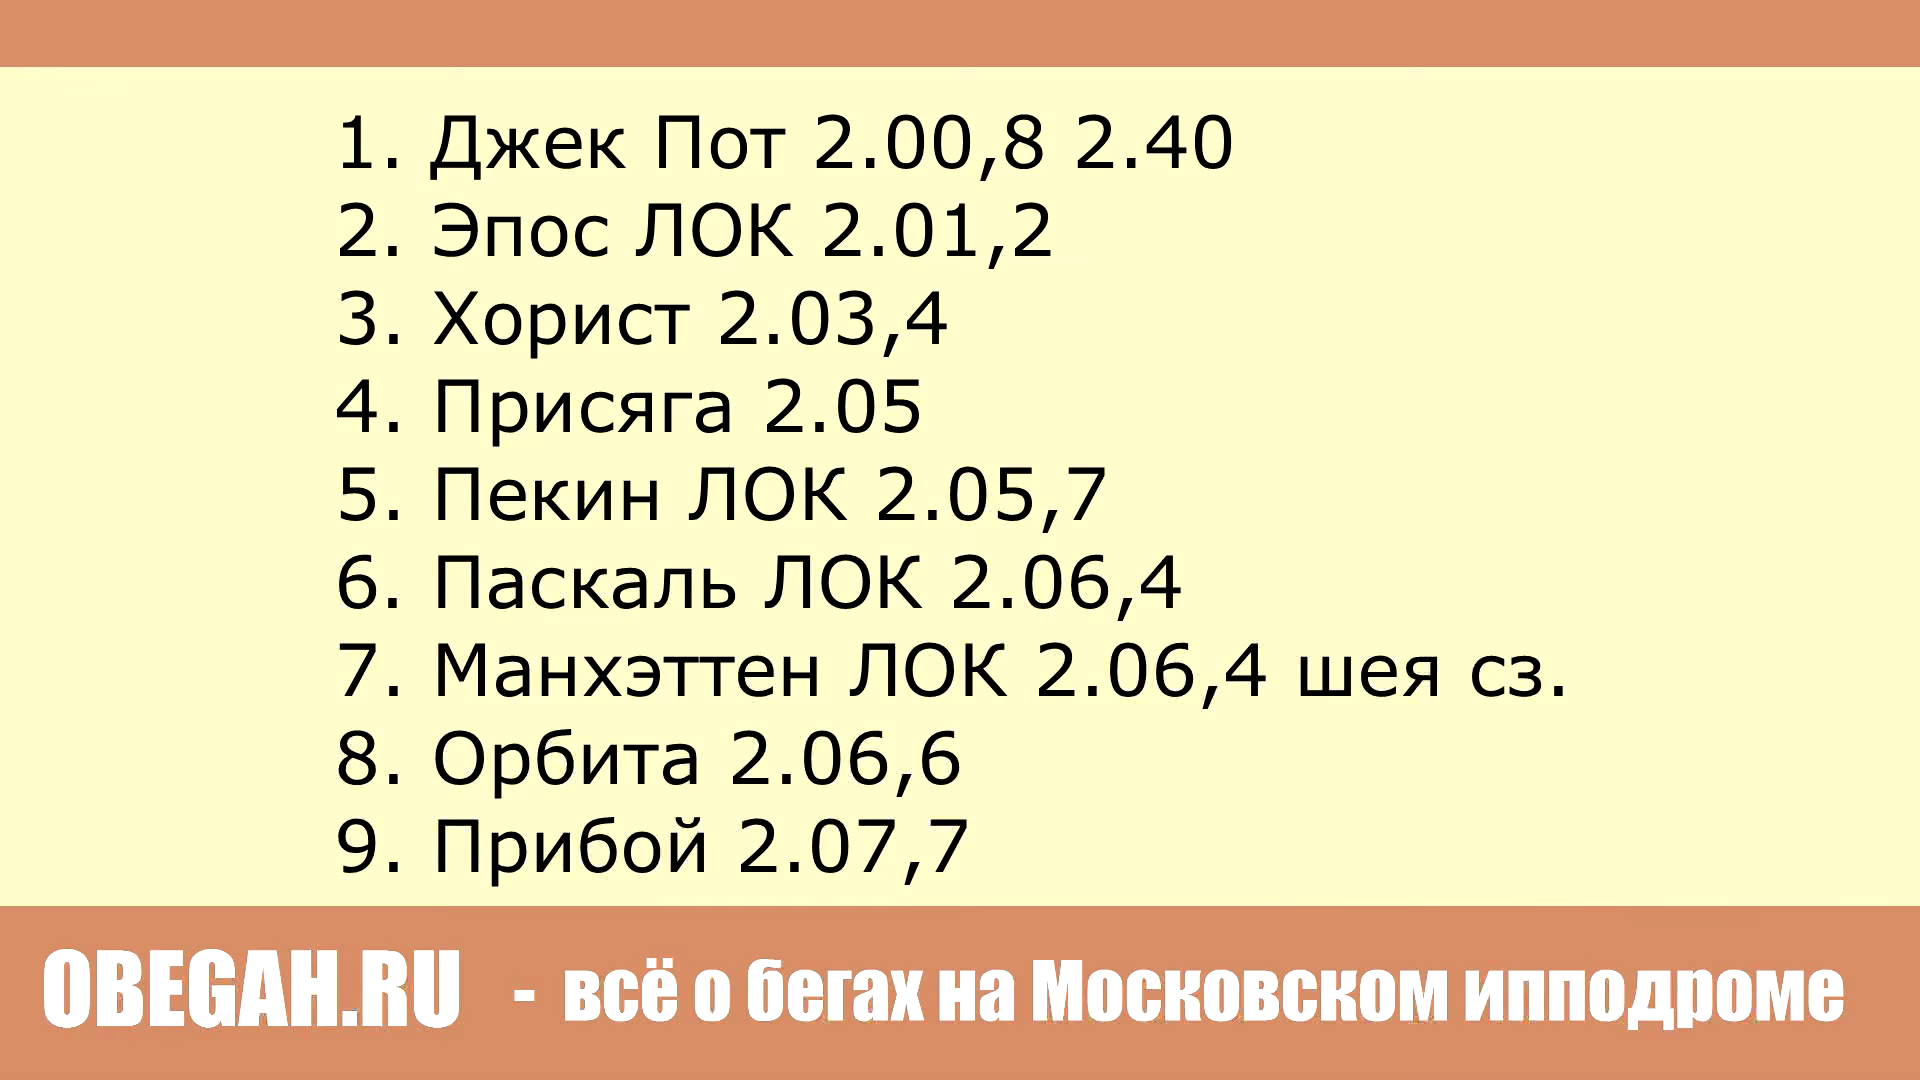 1. Джек Пот 2.00,8 2.40
2. Эпос ЛОК 2.01,2
3. Хорист 2.03,4
4. Присяга 2.05
5. Пекин ЛОК 2.05,7
6. Паскаль ЛОК 2.06,4
7. Манхэттен ЛОК 2.06,4 шея сз.
8. Орбита 2.06,6
9. Прибой 2.07,7
OBEGAH.RU - всё о бегах на Московском ипподроме